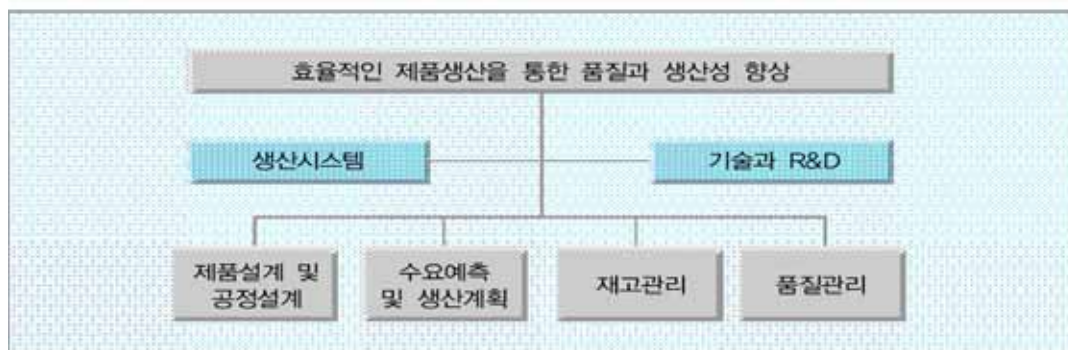 효율적인 제품생산을 통한 품질과 생산성 향상
생산시스템
기술과 R&D
제품설계 및
공정설계
수요예측
및 생산계획
재고관리
품질관리